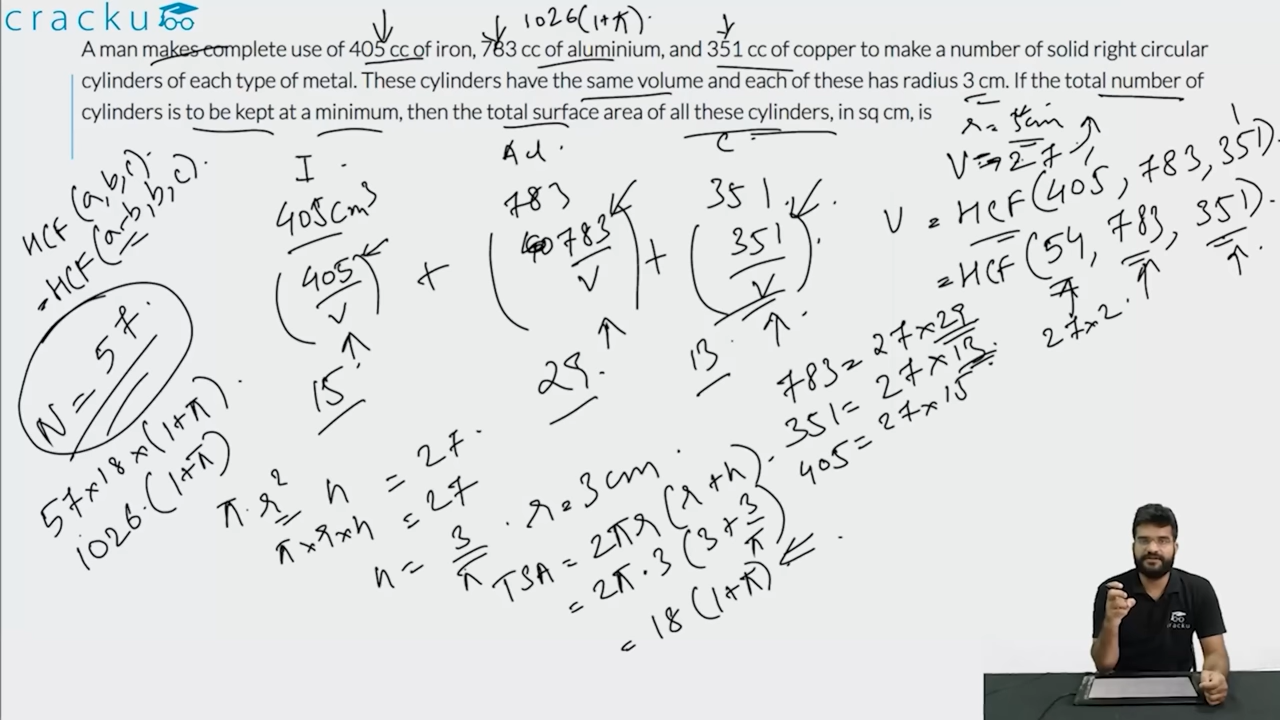 cracku
1026(1+π).
A man makes complete use of 405 cc of iron, 783 cc of aluminium, and 351 cc of copper to make a number of solid right circular
cylinders of each type of metal. These cylinders have the same volume and each of these has radius 3 cm. If the total number of
cylinders is to be kept at a minimum, then the total surface area of all these cylinders, in sq cm, is
HCF (a,b,c).
= HCF (a-b, b, c).
I.
Al.
C
405cm³
783
351.
(405/V) + (783/V) + (351/V).
15
29.
13.
V = 27
V = HCF (405, 783, 351).
= HCF (54, 783, 351).
27×2.
783 = 27×29
351 = 27×13.
405 = 27×15
N = 57.
57×18×(1+π).
1026.(1+π)
π.r² h = 27.
π×r×h = 27
h = 3/π. r=3cm.
TSA = 2πr (r+h).
= 2π.3 (3+3/π)
= 18 (1+π)
cracku